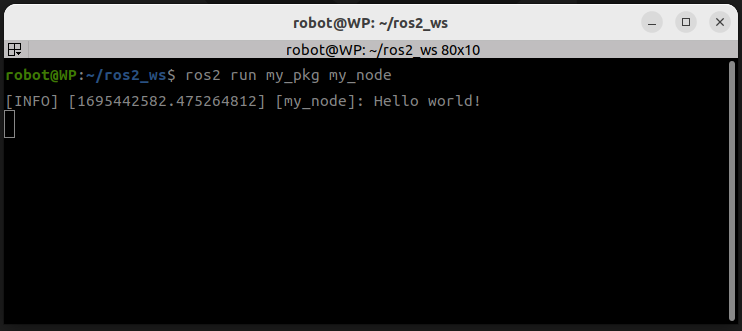 robot@WP: ~/ros2_ws
robot@WP: ~/ros2_ws 80x10
robot@WP:~/ros2_ws$ ros2 run my_pkg my_node
[INFO] [1695442582.475264812] [my_node]: Hello world!